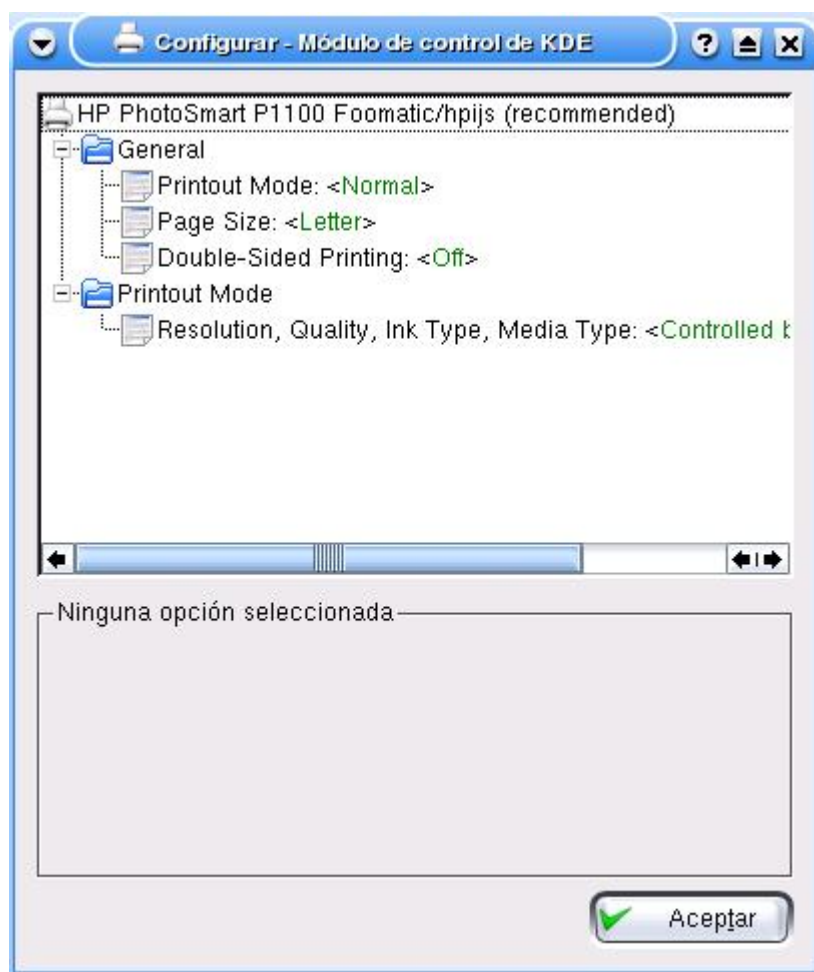 Configurar - Módulo de control de KDE
HP PhotoSmart P1100 Foomatic/hpijs (recommended)
General
Printout Mode: <Normal>
Page Size: <Letter>
Double-Sided Printing: <Off>
Printout Mode
Resolution, Quality, Ink Type, Media Type: <Controlled
Ninguna opción seleccionada
Aceptar